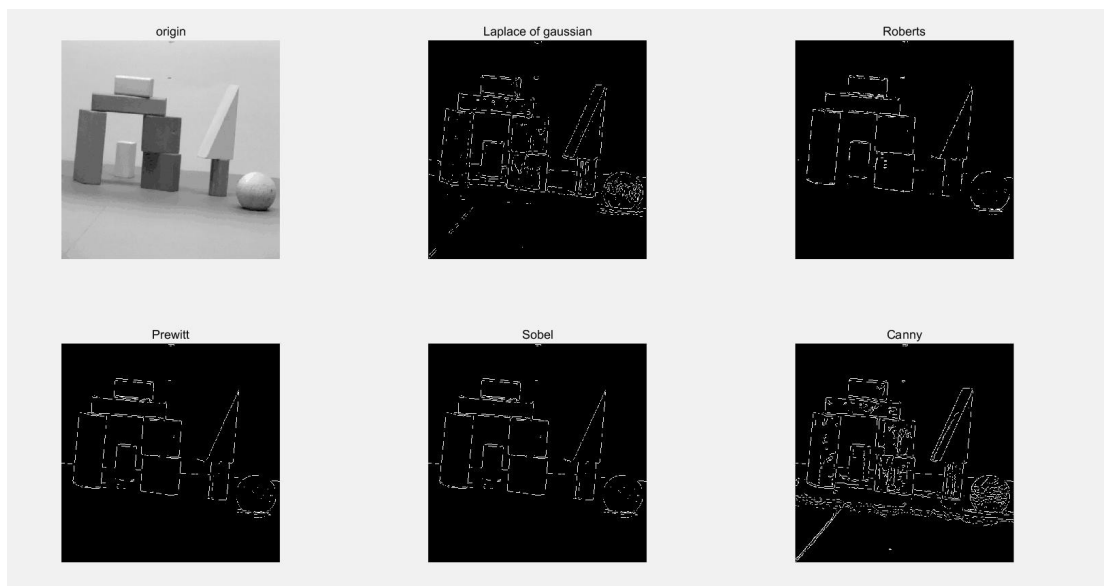 origin
Laplace of gaussian
Roberts
Prewitt
Sobel
Canny